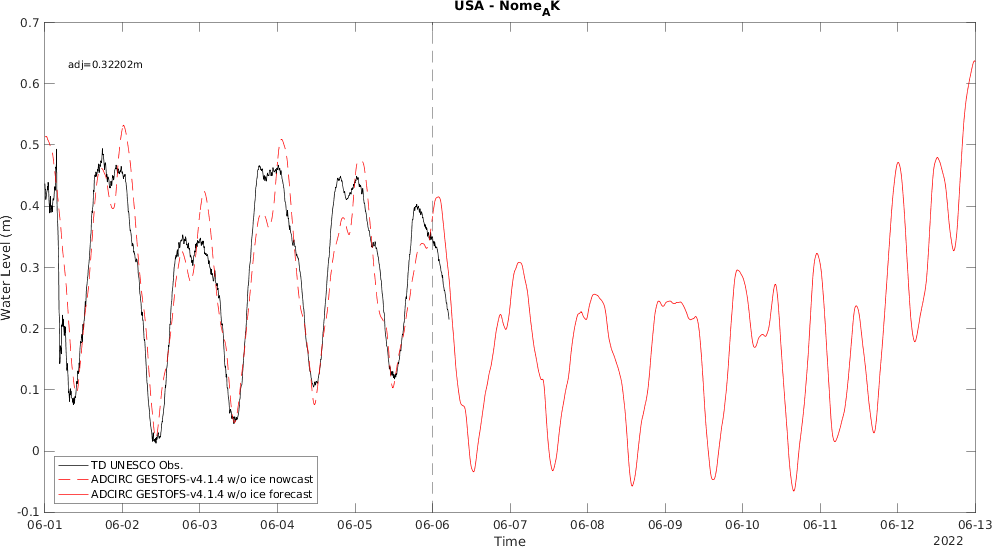 USA - Nome_AK
adj=0.32202m
0.7
0.6
0.5
0.4
0.3
0.2
0.1
0
-0.1
Water Level (m)
TD UNESCO Obs.
ADCIRC GESTOFS-v4.1.4 w/o ice nowcast
ADCIRC GESTOFS-v4.1.4 w/o ice forecast
06-01 06-02 06-03 06-04 06-05 06-06 06-07 06-08 06-09 06-10 06-11 06-12 06-13
Time
2022